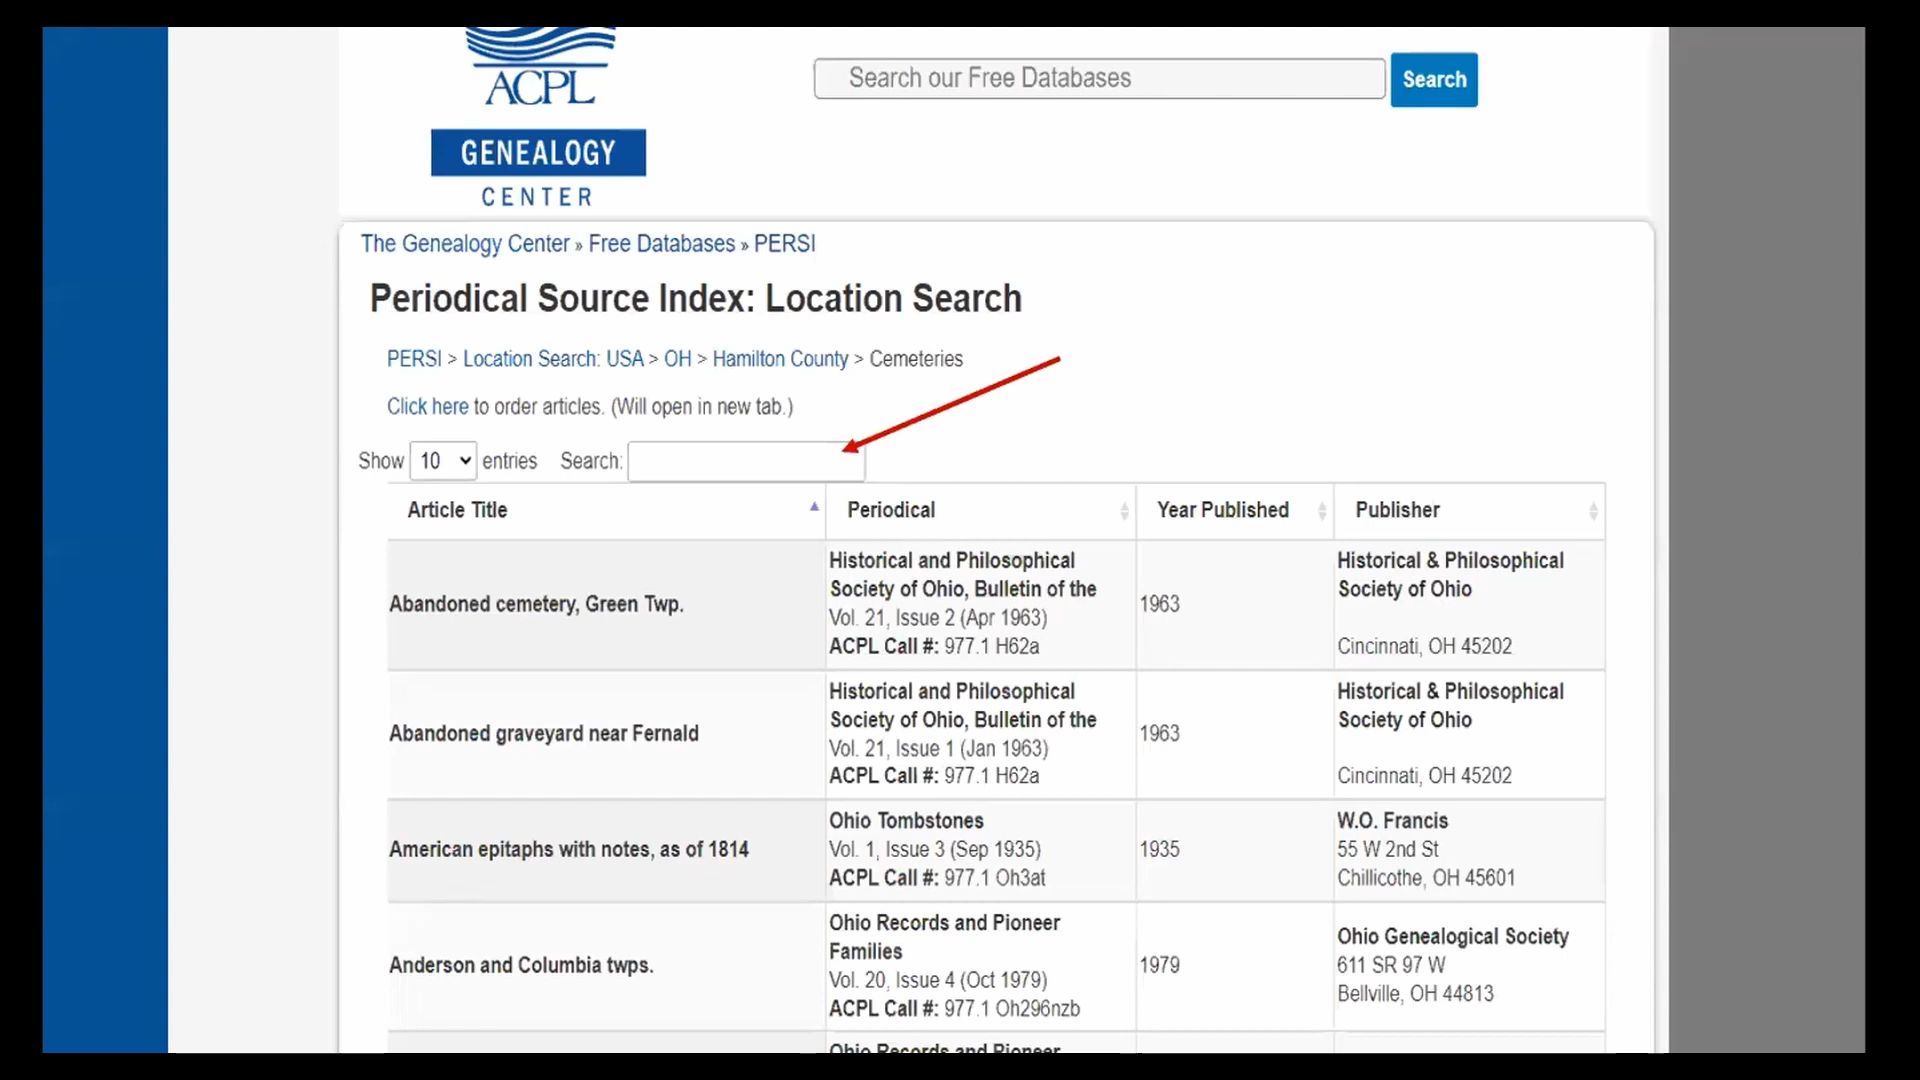 ACPL
GENEALOGY
CENTER
Search our Free Databases
Search
The Genealogy Center » Free Databases » PERSI
Periodical Source Index: Location Search
PERSI > Location Search: USA > OH > Hamilton County > Cemeteries
Click here to order articles. (Will open in new tab.)
Show 10 entries Search:
Article Title Periodical Year Published Publisher
Abandoned cemetery, Green Twp.
Historical and Philosophical
Society of Ohio, Bulletin of the
Vol. 21, Issue 2 (Apr 1963)
ACPL Call #: 977.1 H62a
1963
Historical & Philosophical
Society of Ohio
Cincinnati, OH 45202
Abandoned graveyard near Fernald
Historical and Philosophical
Society of Ohio, Bulletin of the
Vol. 21, Issue 1 (Jan 1963)
ACPL Call #: 977.1 H62a
1963
Historical & Philosophical
Society of Ohio
Cincinnati, OH 45202
American epitaphs with notes, as of 1814
Ohio Tombstones
Vol. 1, Issue 3 (Sep 1935)
ACPL Call #: 977.1 Oh3at
1935
W.O. Francis
55 W 2nd St
Chillicothe, OH 45601
Anderson and Columbia twps.
Ohio Records and Pioneer
Families
Vol. 20, Issue 4 (Oct 1979)
ACPL Call #: 977.1 Oh296nzb
1979
Ohio Genealogical Society
611 SR 97 W
Bellville, OH 44813
Ohio Records and Pioneer